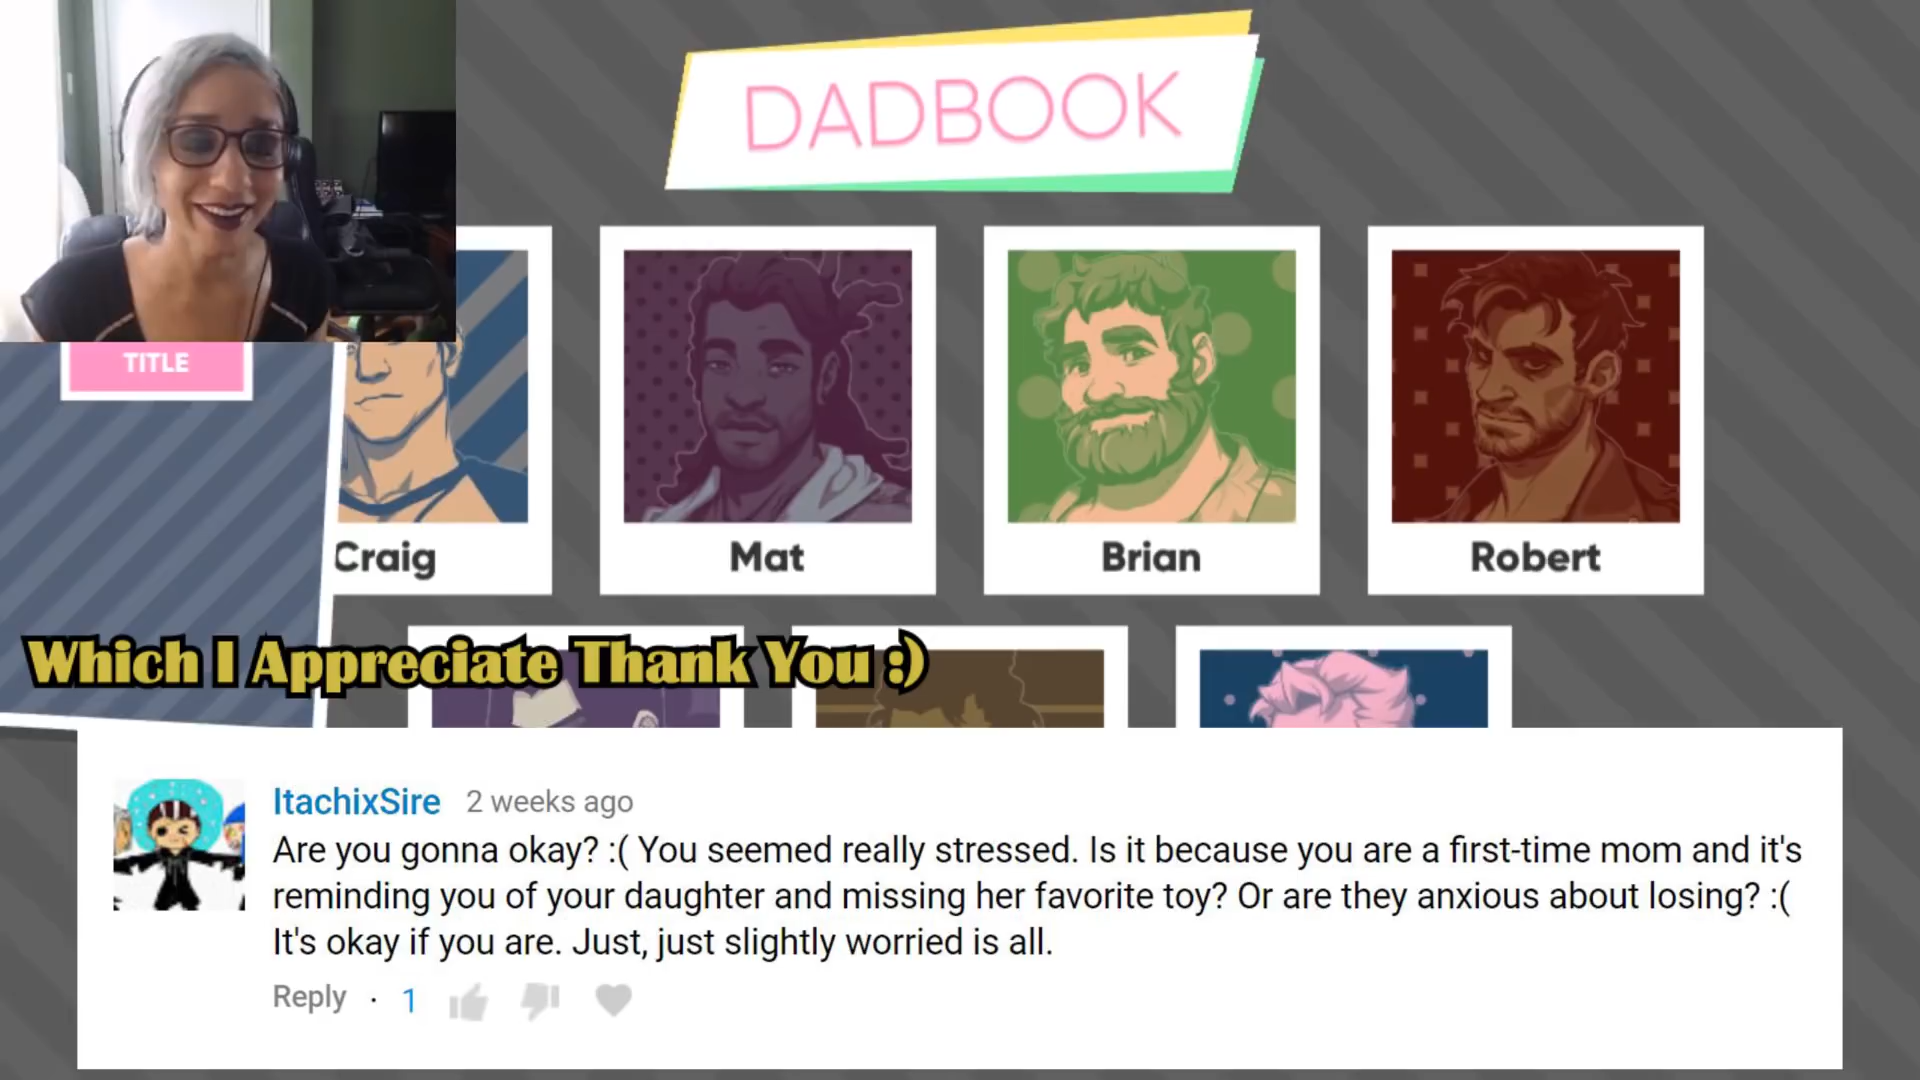 DADBOOK
TITLE
Craig
Mat
Brian
Robert
Which I Appreciate Thank You :)
ItachixSire 2 weeks ago
Are you gonna okay? :( You seemed really stressed. Is it because you are a first-time mom and it's
reminding you of your daughter and missing her favorite toy? Or are they anxious about losing? :(
It's okay if you are. Just, just slightly worried is all.
Reply · 1